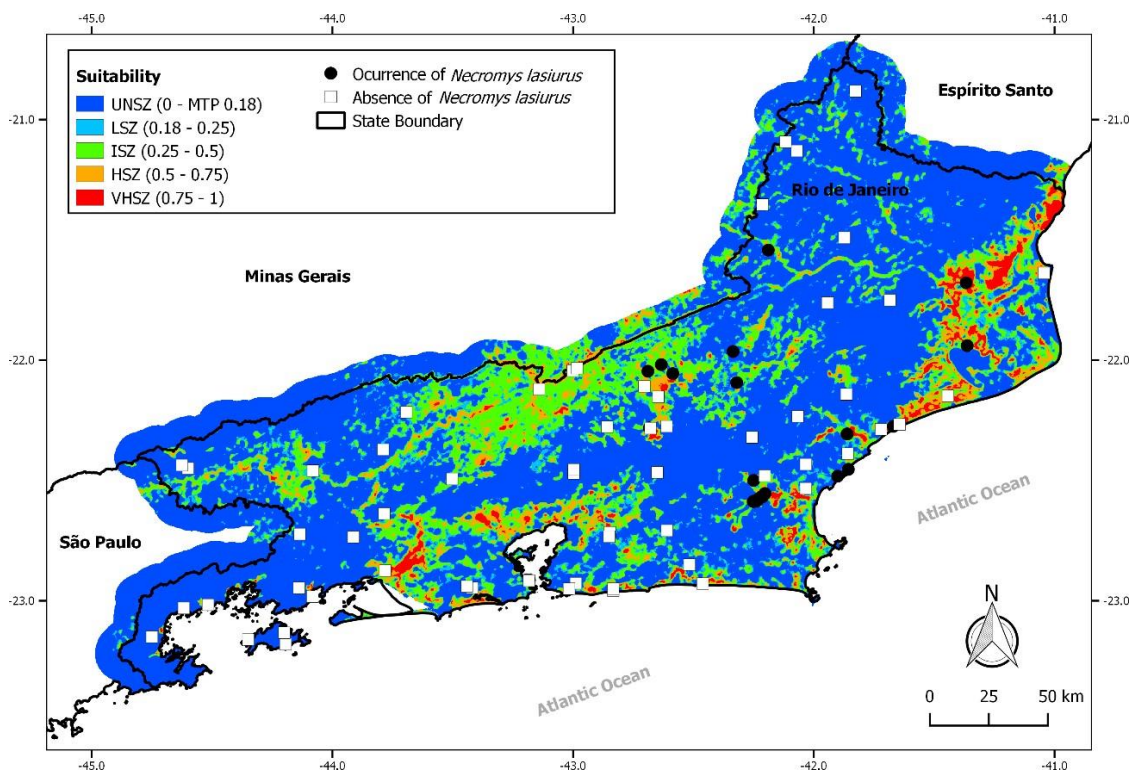 -45.0 -44.0 -43.0 -42.0 -41.0
Suitability
UNSZ (0 - MTP 0.18)
LSZ (0.18 - 0.25)
ISZ (0.25 - 0.5)
HSZ (0.5 - 0.75)
VHSZ (0.75 - 1)
Ocurrence of Necromys lasiurus
Absence of Necromys lasiurus
State Boundary
Espírito Santo
-21.0 -21.0
Rio de Janeiro
Minas Gerais
-22.0 -22.0
Atlantic Ocean
São Paulo
-23.0 -23.0
N
Atlantic Ocean
0 25 50 km
-45.0 -44.0 -43.0 -42.0 -41.0